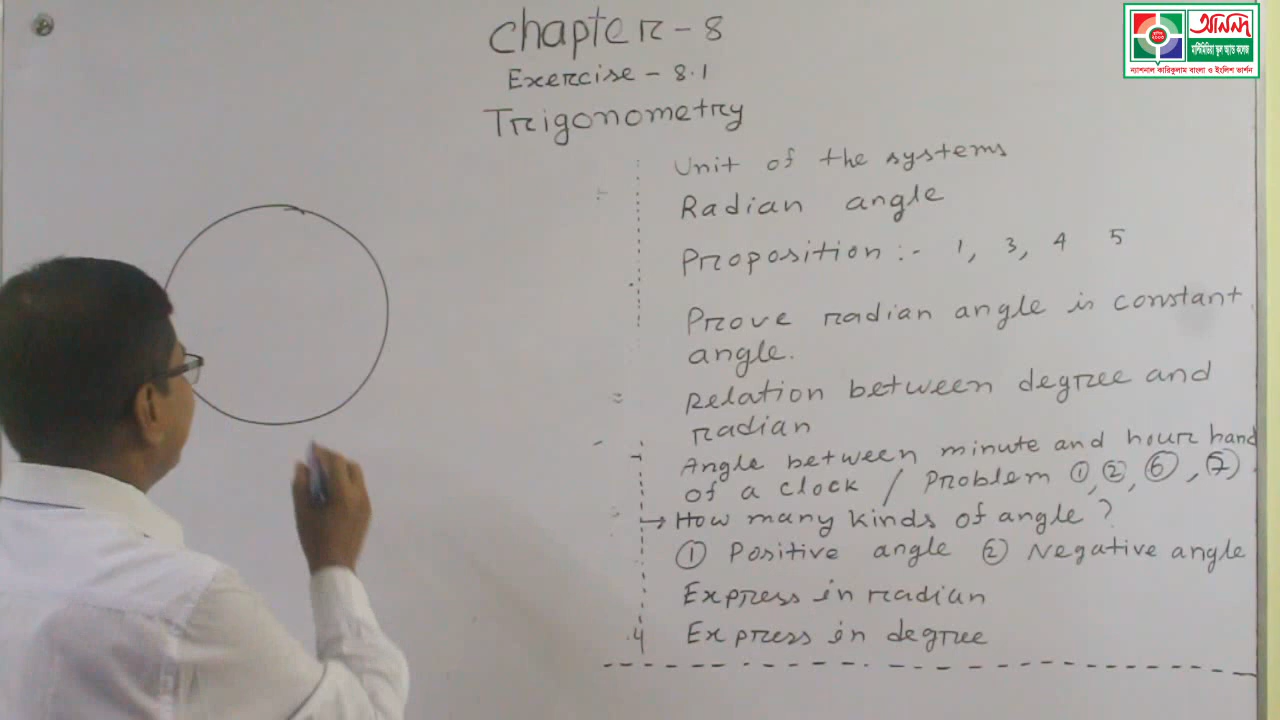 Chapter - 8
Exercise - 8.1
Trigonometry
Unit of the systems
Radian angle
Proposition :- 1, 3, 4 5
Prove radian angle is constant
angle.
Relation between degree and
radian
Angle between minute and hour hand
of a clock / Problem ①, ②, ⑥, ⑦.
→ How many kinds of angle?
① Positive angle ② Negative angle
Express in radian
Express in degree
আনন্দ
মাল্টিমিডিয়া স্কুল অ্যান্ড কলেজ
ন্যাশনাল কারিকুলাম বাংলা ও ইংলিশ ভার্শন